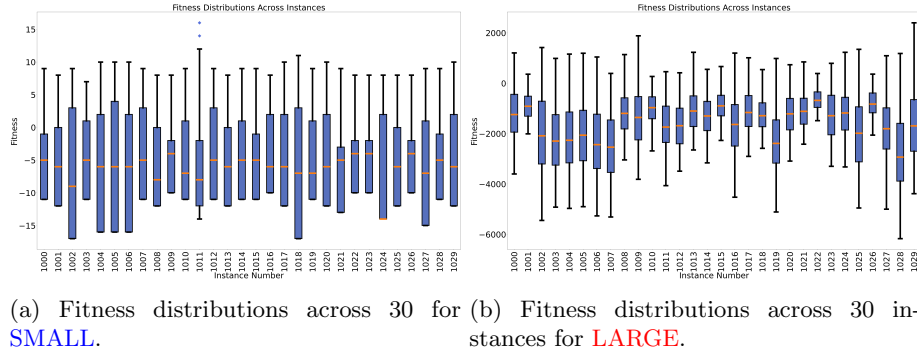 Fitness Distributions Across Instances
15
10
5
0
−5
−10
−15
Fitness
1000 1001 1002 1003 1004 1005 1006 1007 1008 1009 1010 1011 1012 1013 1014 1015 1016 1017 1018 1019 1020 1021 1022 1023 1024 1025 1026 1027 1028 1029
Instance Number
Fitness Distributions Across Instances
2000
0
−2000
−4000
−6000
Fitness
1000 1001 1002 1003 1004 1005 1006 1007 1008 1009 1010 1011 1012 1013 1014 1015 1016 1017 1018 1019 1020 1021 1022 1023 1024 1025 1026 1027 1028 1029
Instance Number
(a) Fitness distributions across 30 for
SMALL.
(b) Fitness distributions across 30 in-
stances for LARGE.